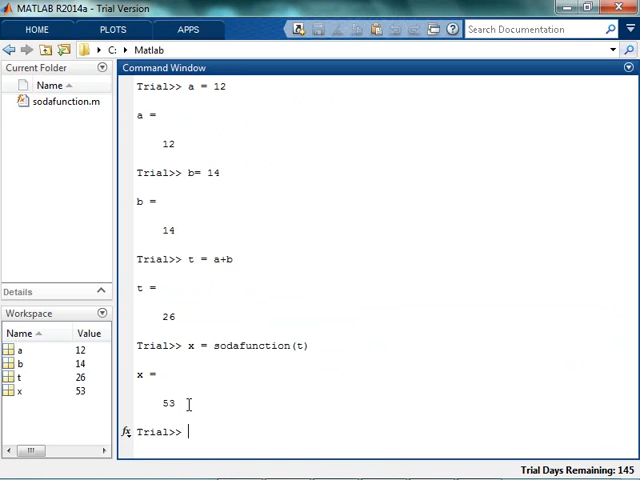 MATLAB R2014a - Trial Version
HOME PLOTS APPS Search Documentation
C: Matlab
Current Folder
Name
sodafunction.m
Details
Workspace
Name Value
a 12
b 14
t 26
x 53
Command Window
Trial>> a = 12
a =
12
Trial>> b= 14
b =
14
Trial>> t = a+b
t =
26
Trial>> x = sodafunction(t)
x =
53
fx Trial>>
Trial Days Remaining: 145